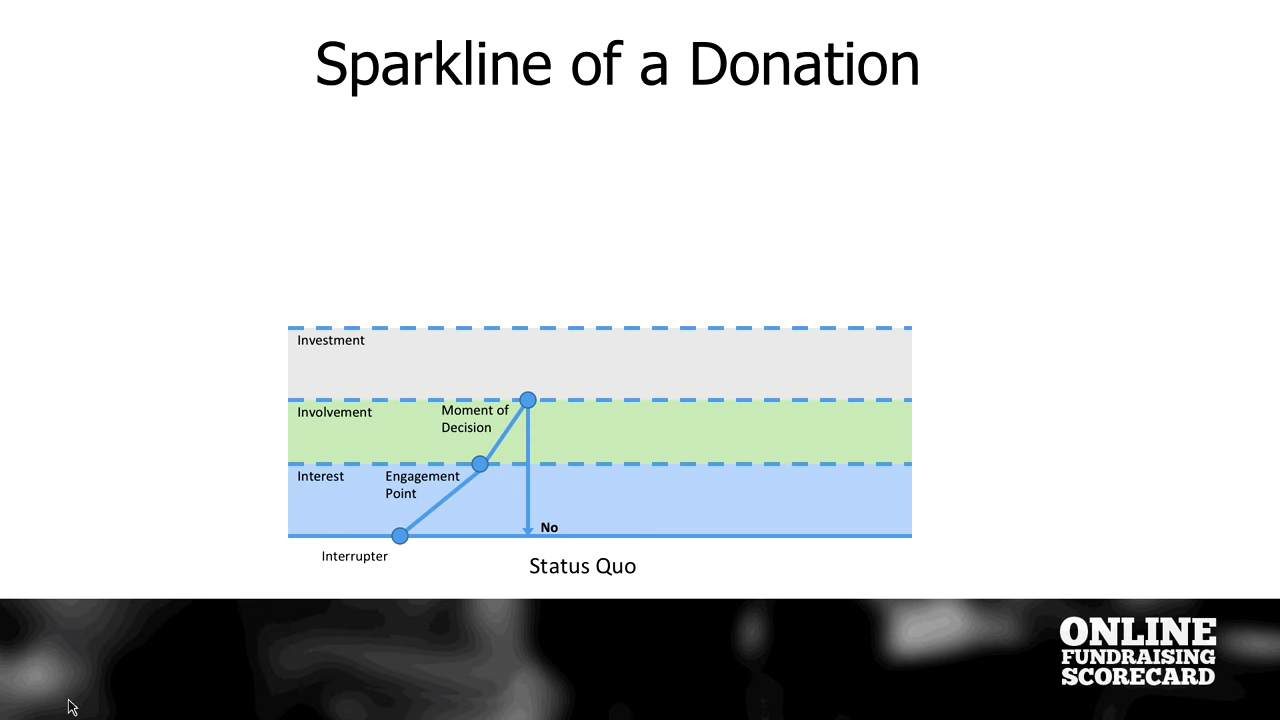 Sparkline of a Donation
Investment
Involvement
Moment of
Decision
Interest
Engagement
Point
No
Interrupter
Status Quo
ONLINE
FUNDRAISING
SCORECARD